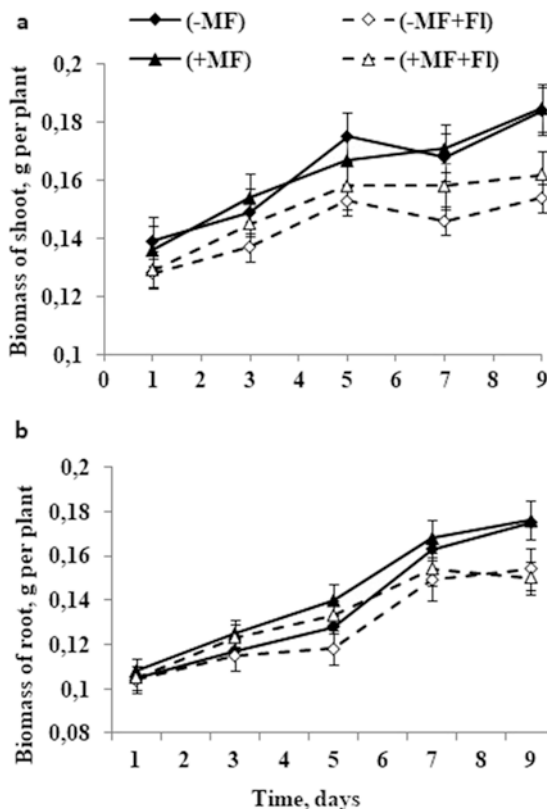 a
(-MF) (-MF+Fl)
(+MF) (+MF+Fl)
Biomass of shoot, g per plant
0,2
0,18
0,16
0,14
0,12
0,1
0 1 2 3 4 5 6 7 8 9
b
Biomass of root, g per plant
0,2
0,18
0,16
0,14
0,12
0,1
0,08
1 2 3 4 5 6 7 8 9
Time, days